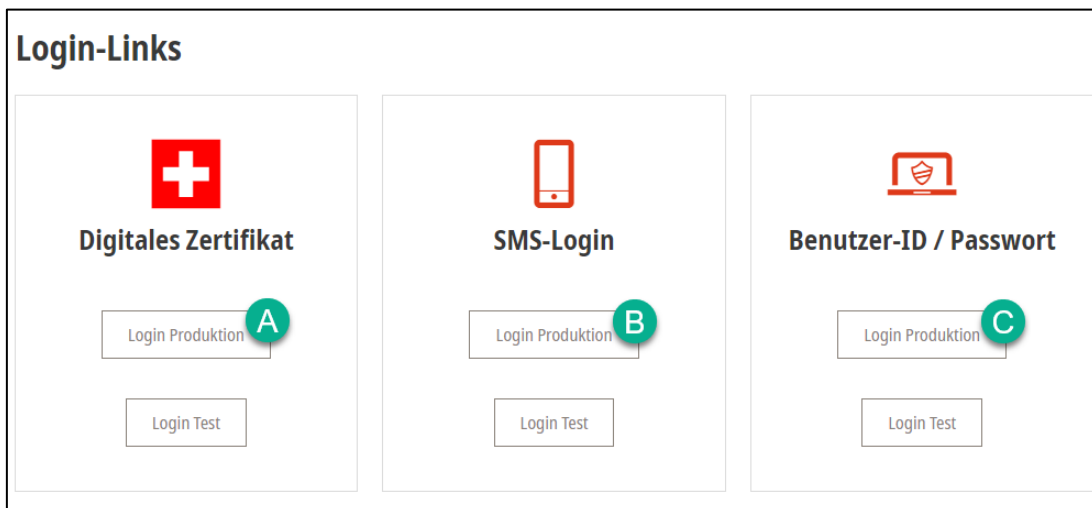 Login-Links
Digitales Zertifikat
Login Produktion A
Login Test
SMS-Login
Login Produktion B
Login Test
Benutzer-ID / Passwort
Login Produktion C
Login Test